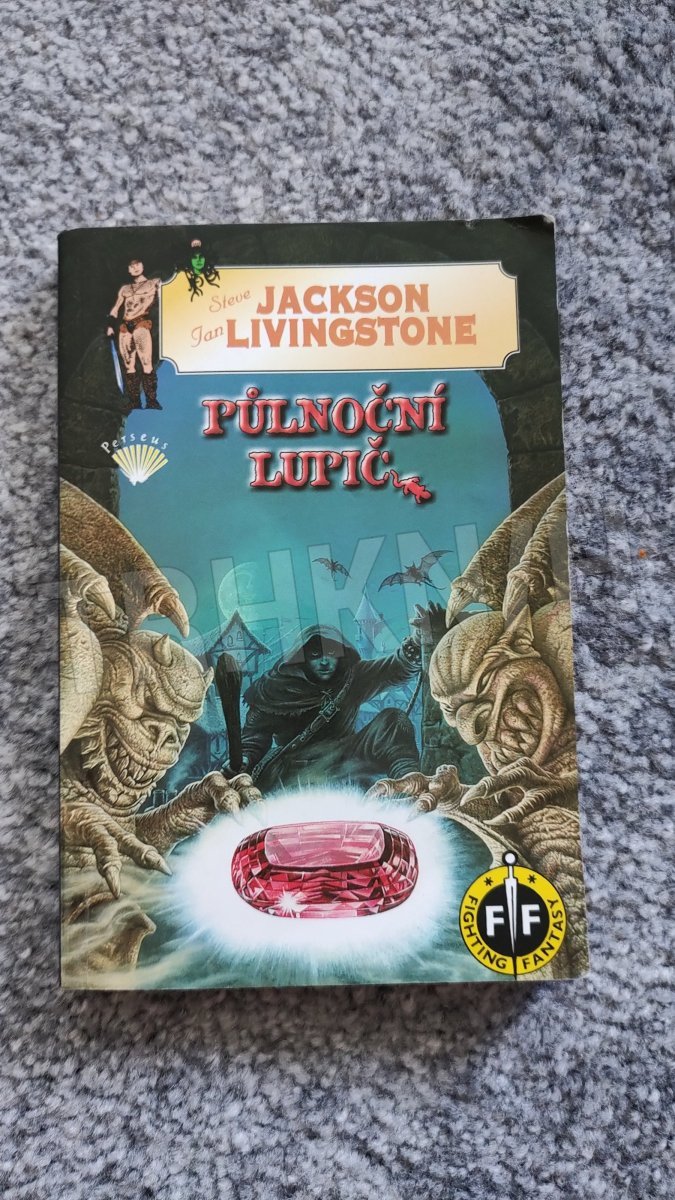 Steve JACKSON
Ian LIVINGSTONE
PŮLNOČNÍ
LUPIČ
Perseus
FF
FIGHTING FANTASY